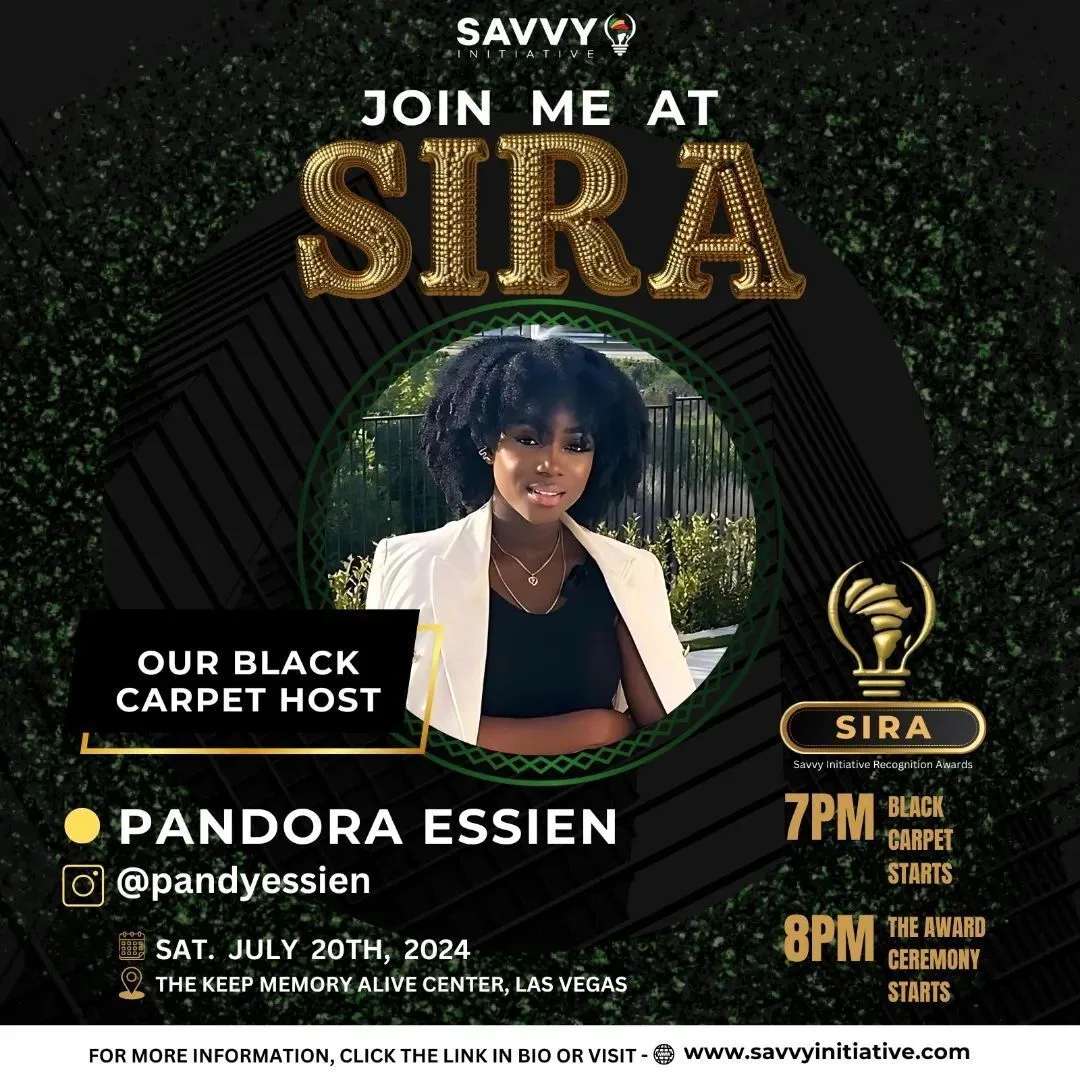 SAVVY
INITIATIVE
JOIN ME AT
SIRA
OUR BLACK
CARPET HOST
SIRA
Savvy Initiative Recognition Awards
PANDORA ESSIEN
@pandyessien
SAT. JULY 20TH, 2024
THE KEEP MEMORY ALIVE CENTER, LAS VEGAS
7PM BLACK
CARPET
STARTS
8PM THE AWARD
CEREMONY
STARTS
FOR MORE INFORMATION, CLICK THE LINK IN BIO OR VISIT - www.savvyinitiative.com